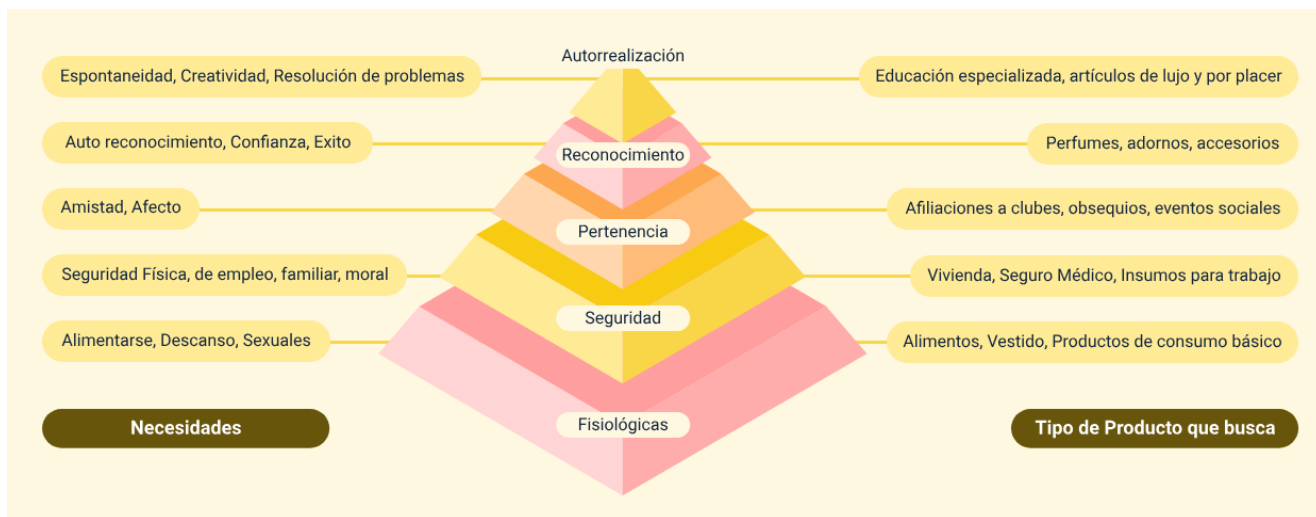 Autorrealización
Espontaneidad, Creatividad, Resolución de problemas
Educación especializada, artículos de lujo y por placer
Auto reconocimiento, Confianza, Exito
Reconocimiento
Perfumes, adornos, accesorios
Amistad, Afecto
Pertenencia
Afiliaciones a clubes, obsequios, eventos sociales
Seguridad Física, de empleo, familiar, moral
Seguridad
Vivienda, Seguro Médico, Insumos para trabajo
Alimentarse, Descanso, Sexuales
Fisiológicas
Alimentos, Vestido, Productos de consumo básico
Necesidades
Tipo de Producto que busca